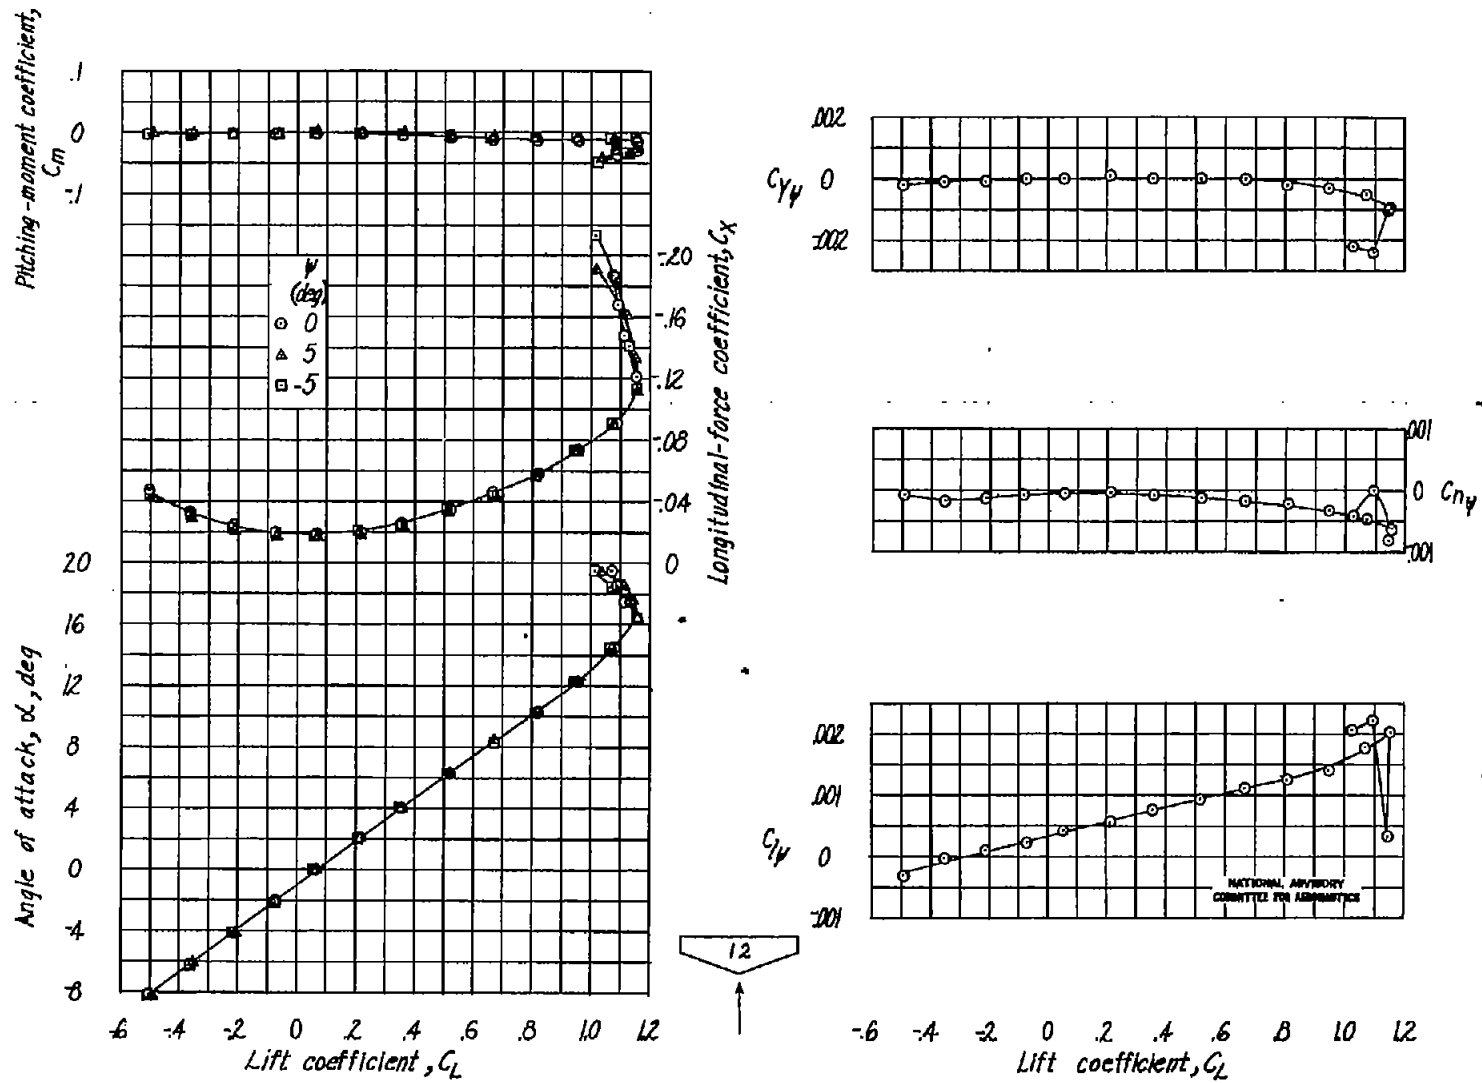 Pitching-moment coefficient,
Cm
.1
0
-.1
ψ
(deg)
0
5
-5
-.20
-.16
-.12
-.08
-.04
0
Longitudinal-force coefficient, CX
20
16
12
8
4
0
-4
-8
Angle of attack, α, deg
-.6 -.4 -.2 0 .2 .4 .6 .8 1.0 1.2
Lift coefficient, CL
12
.002
CYψ 0
-.002
.001
0 Cnψ
-.001
.002
.001
Clψ 0
-.001
NATIONAL ADVISORY
COMMITTEE FOR AERONAUTICS
-.6 -.4 -.2 0 .2 .4 .6 .8 1.0 1.2
Lift coefficient, CL